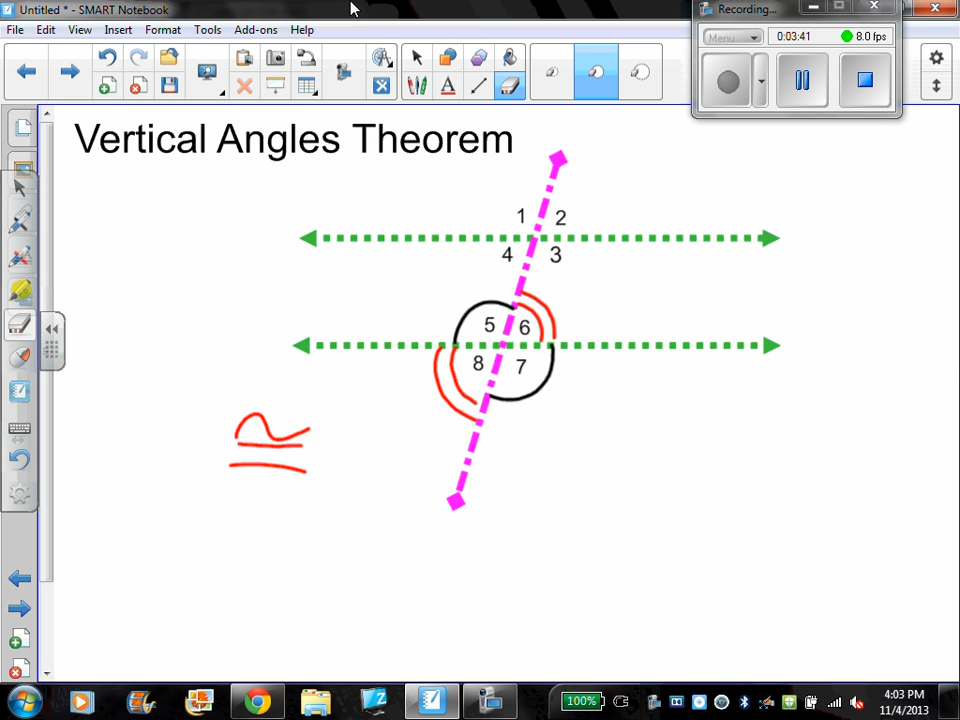 Untitled * - SMART Notebook
Recording...
File Edit View Insert Format Tools Add-ons Help
Menu
0:03:41
8.0 fps
Vertical Angles Theorem
1 2
4 3
5 6
8 7
100%
4:03 PM
11/4/2013